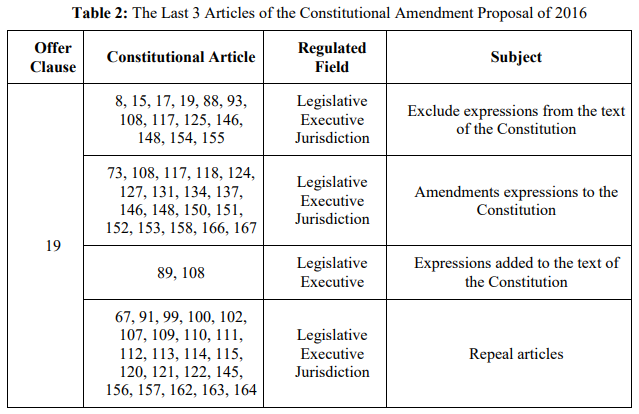 Table 2: The Last 3 Articles of the Constitutional Amendment Proposal of 2016
Offer
Clause
Constitutional Article
Regulated
Field
Subject
19
8, 15, 17, 19, 88, 93,
108, 117, 125, 146,
148, 154, 155
Legislative
Executive
Jurisdiction
Exclude expressions from the text
of the Constitution
73, 108, 117, 118, 124,
127, 131, 134, 137,
146, 148, 150, 151,
152, 153, 158, 166, 167
Legislative
Executive
Jurisdiction
Amendments expressions to the
Constitution
89, 108
Legislative
Executive
Expressions added to the text of
the Constitution
67, 91, 99, 100, 102,
107, 109, 110, 111,
112, 113, 114, 115,
120, 121, 122, 145,
156, 157, 162, 163, 164
Legislative
Executive
Jurisdiction
Repeal articles